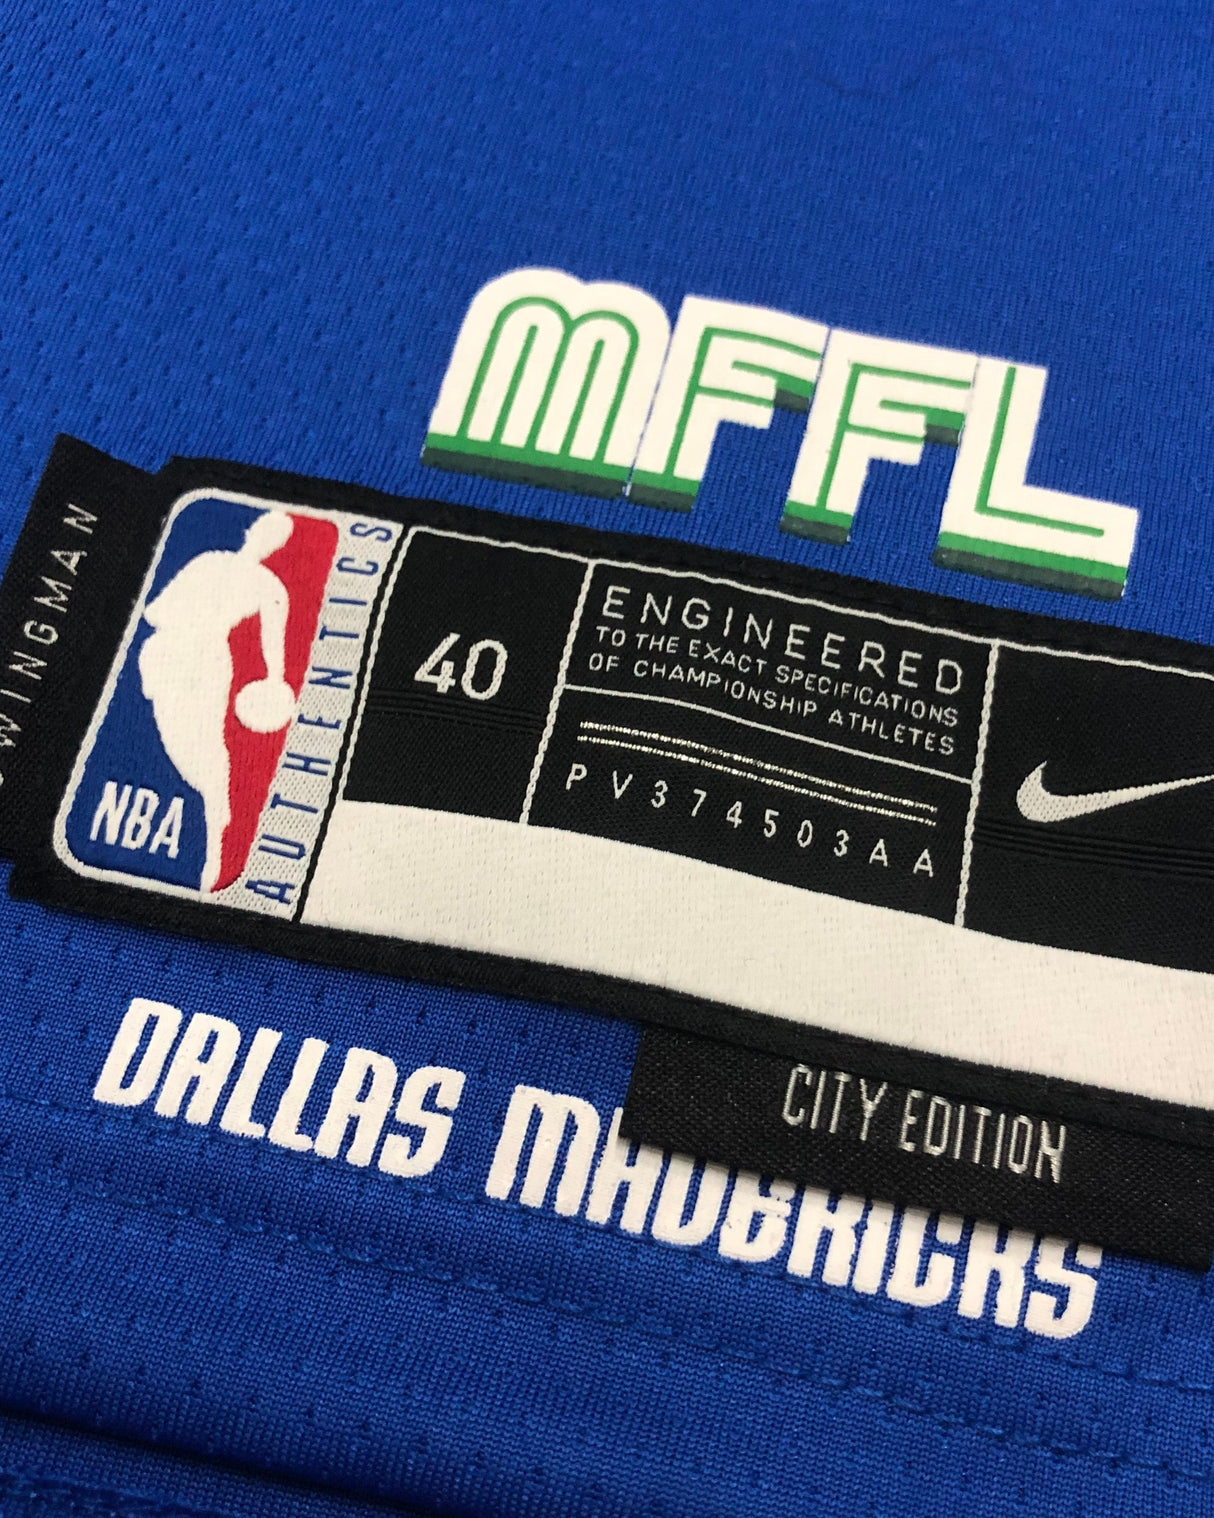 MFFL
SWINGMAN
NBA
AUTHENTICS
40
ENGINEERED
TO THE EXACT SPECIFICATIONS
OF CHAMPIONSHIP ATHLETES
PV374503AA
CITY EDITION
DALLAS MAVERICKS